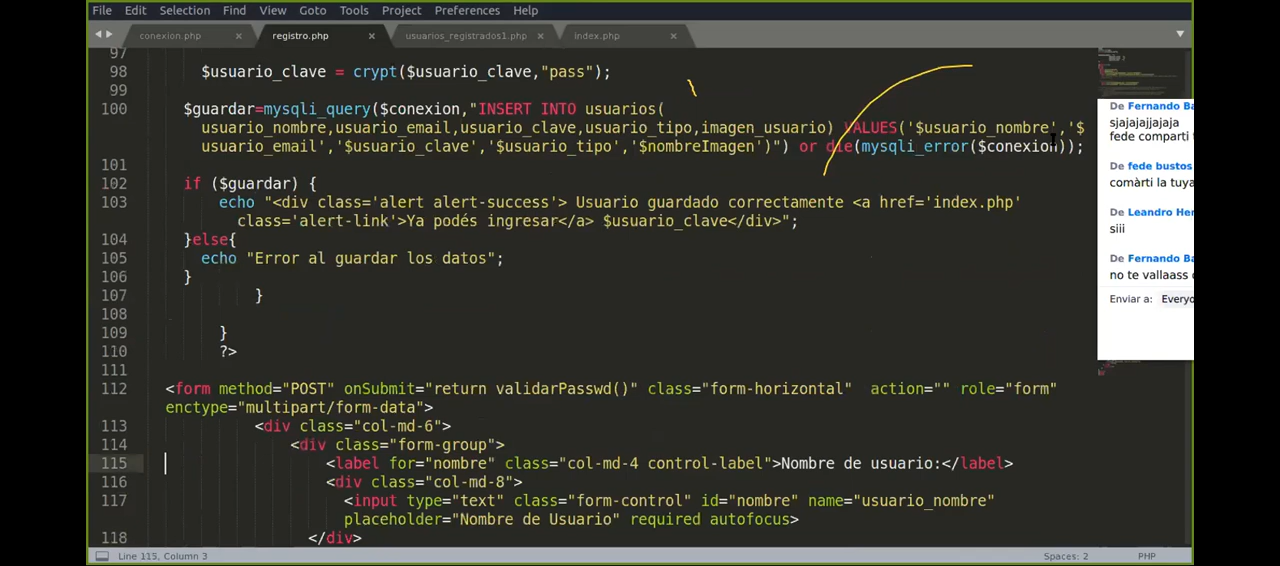 File Edit Selection Find View Goto Tools Project Preferences Help
conexion.php × registro.php × usuarios_registrados1.php × index.php ×
97
98 $usuario_clave = crypt($usuario_clave,"pass");
99
100 $guardar=mysqli_query($conexion,"INSERT INTO usuarios(
usuario_nombre,usuario_email,usuario_clave,usuario_tipo,imagen_usuario) VALUES('$usuario_nombre','$
usuario_email','$usuario_clave','$usuario_tipo','$nombreImagen')") or die(mysqli_error($conexion));
101
102 if ($guardar) {
103 echo "<div class='alert alert-success'> Usuario guardado correctamente <a href='index.php'
class='alert-link'>Ya podés ingresar</a> $usuario_clave</div>";
104 }else{
105 echo "Error al guardar los datos";
106 }
107 }
108
109 }
110 ?>
111
112 <form method="POST" onSubmit="return validarPasswd()" class="form-horizontal" action="" role="form"
enctype="multipart/form-data">
113 <div class="col-md-6">
114 <div class="form-group">
115 <label for="nombre" class="col-md-4 control-label">Nombre de usuario:</label>
116 <div class="col-md-8">
117 <input type="text" class="form-control" id="nombre" name="usuario_nombre"
placeholder="Nombre de Usuario" required autofocus>
118 </div>
De Fernando Ba
sjajajajjajaja
fede comparti
De fede bustos
comàrti la tuya
De Leandro Her
siii
De Fernando Ba
no te vallaass
Enviar a: Everyo
Line 115, Column 3
Spaces: 2
PHP